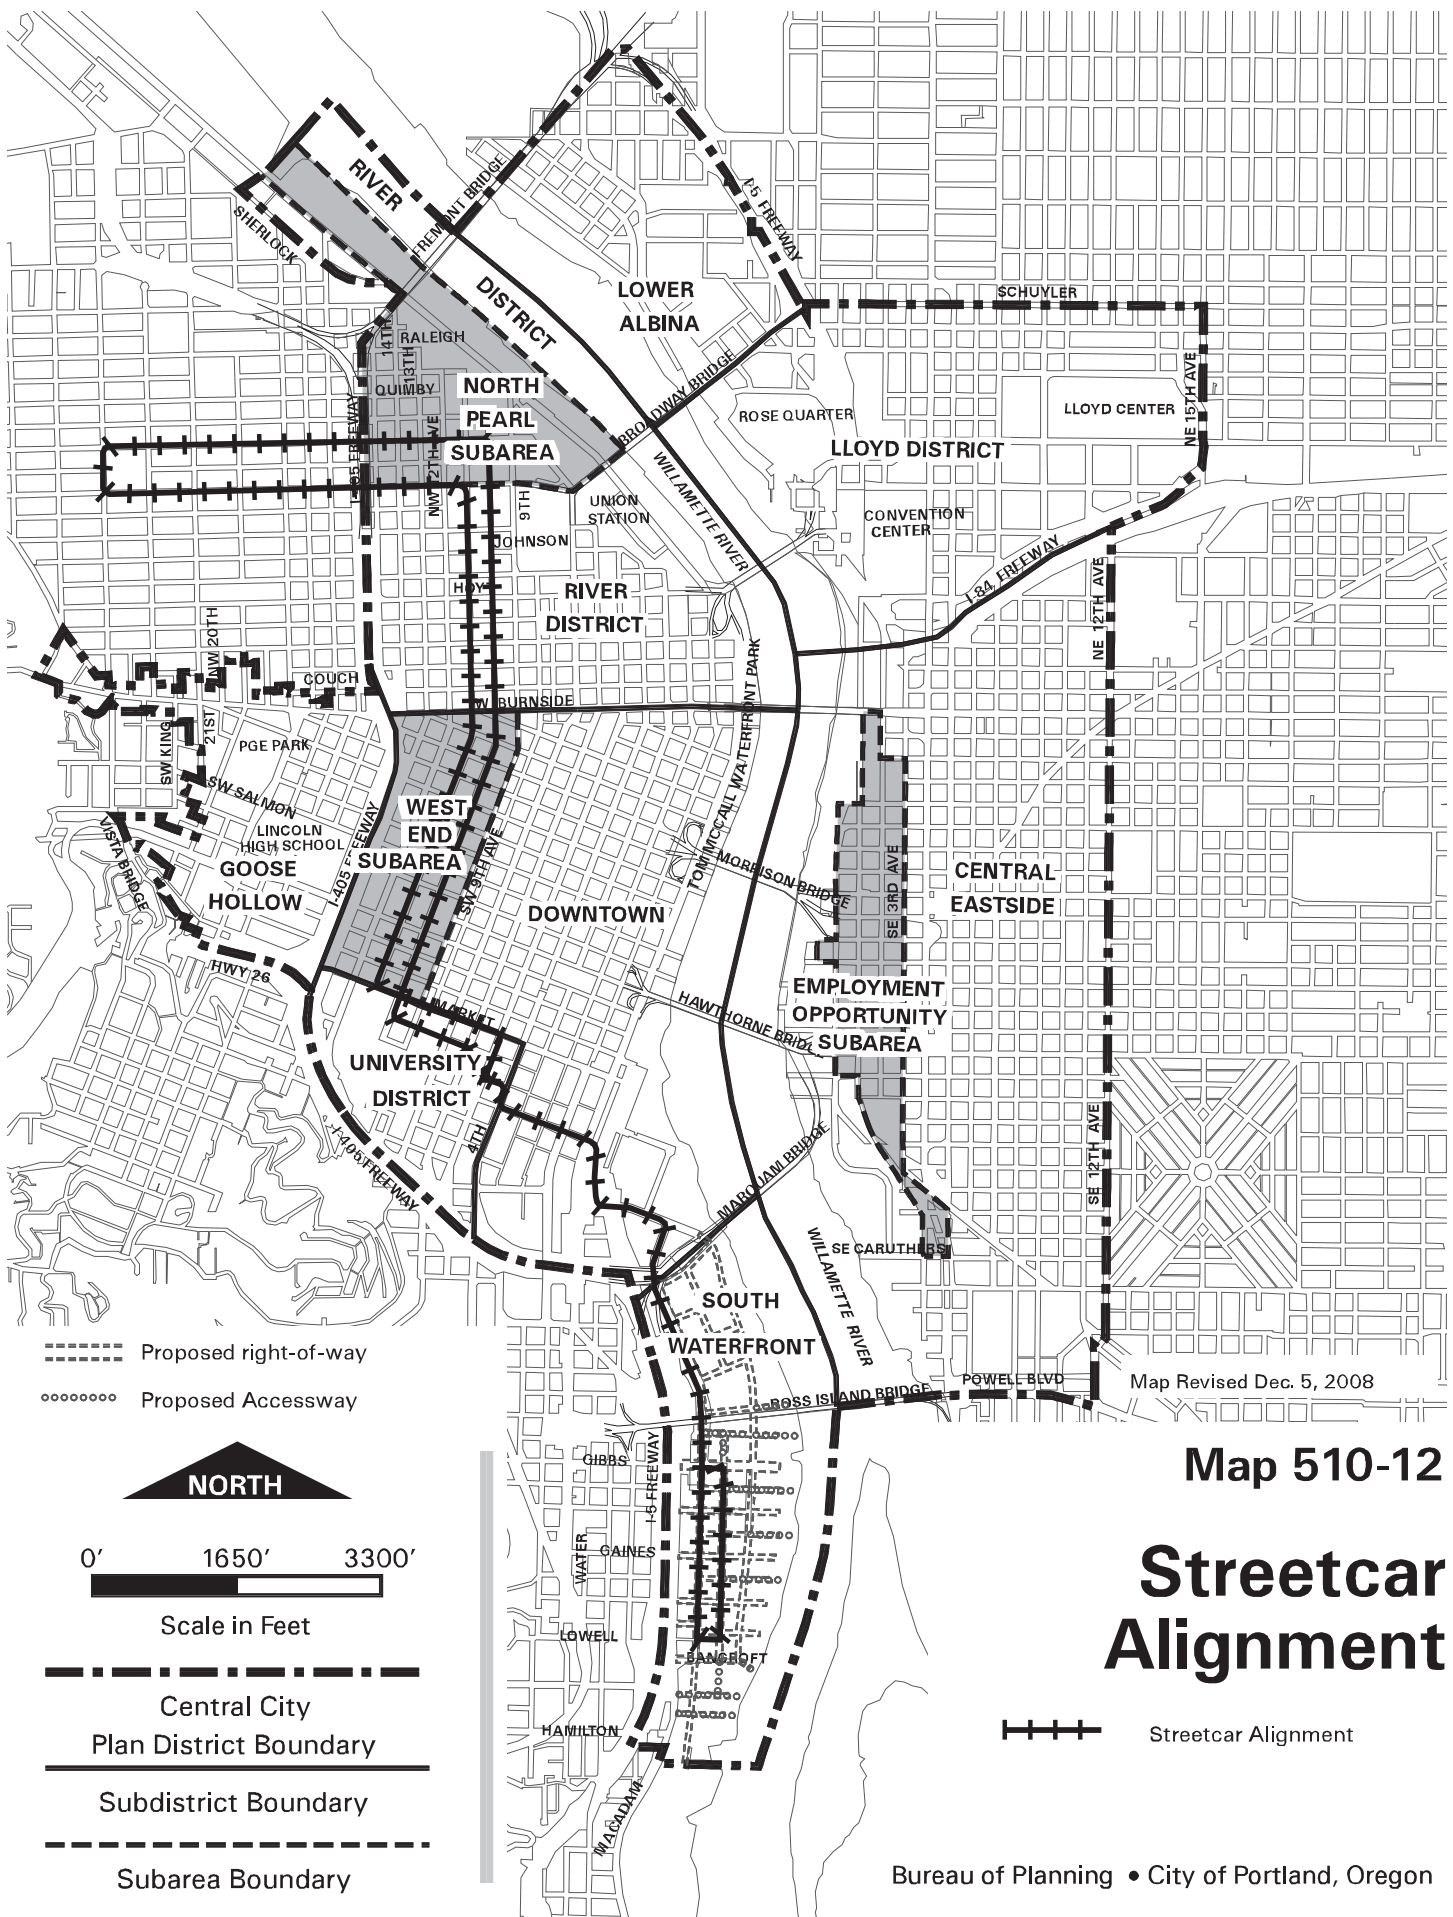 RIVER
DISTRICT
FREMONT BRIDGE
I-5 FREEWAY
SHERLOCK
LOWER
ALBINA
SCHUYLER
14TH
RALEIGH
13TH
QUIMBY
NORTH
PEARL
SUBAREA
BROADWAY BRIDGE
ROSE QUARTER
LLOYD CENTER
NE 15TH AVE
LLOYD DISTRICT
I-405 FREEWAY
NW 12TH AVE
9TH
UNION
STATION
WILLAMETTE RIVER
CONVENTION
CENTER
JOHNSON
HOYT
RIVER
DISTRICT
I-84 FREEWAY
NE 12TH AVE
NW 20TH
COUCH
W BURNSIDE
TOM MCCALL WATERFRONT PARK
SW KING
21ST
PGE PARK
SW SALMON
LINCOLN
HIGH SCHOOL
VISTA BRIDGE
GOOSE
HOLLOW
I-405 FREEWAY
WEST
END
SUBAREA
SW 9TH AVE
DOWNTOWN
MORRISON BRIDGE
SE 3RD AVE
CENTRAL
EASTSIDE
HWY 26
MARKET
HAWTHORNE BRIDGE
EMPLOYMENT
OPPORTUNITY
SUBAREA
UNIVERSITY
DISTRICT
4TH
I-405 FREEWAY
MARQUAM BRIDGE
SE 12TH AVE
SE CARUTHERS
WILLAMETTE RIVER
SOUTH
WATERFRONT
ROSS ISLAND BRIDGE
POWELL BLVD
GIBBS
I-5 FREEWAY
WATER
GAINES
LOWELL
BANCROFT
HAMILTON
MACADAM
Proposed right-of-way
Proposed Accessway
NORTH
0' 1650' 3300'
Scale in Feet
Central City
Plan District Boundary
Subdistrict Boundary
Subarea Boundary
Map Revised Dec. 5, 2008
Map 510-12
Streetcar
Alignment
Streetcar Alignment
Bureau of Planning • City of Portland, Oregon